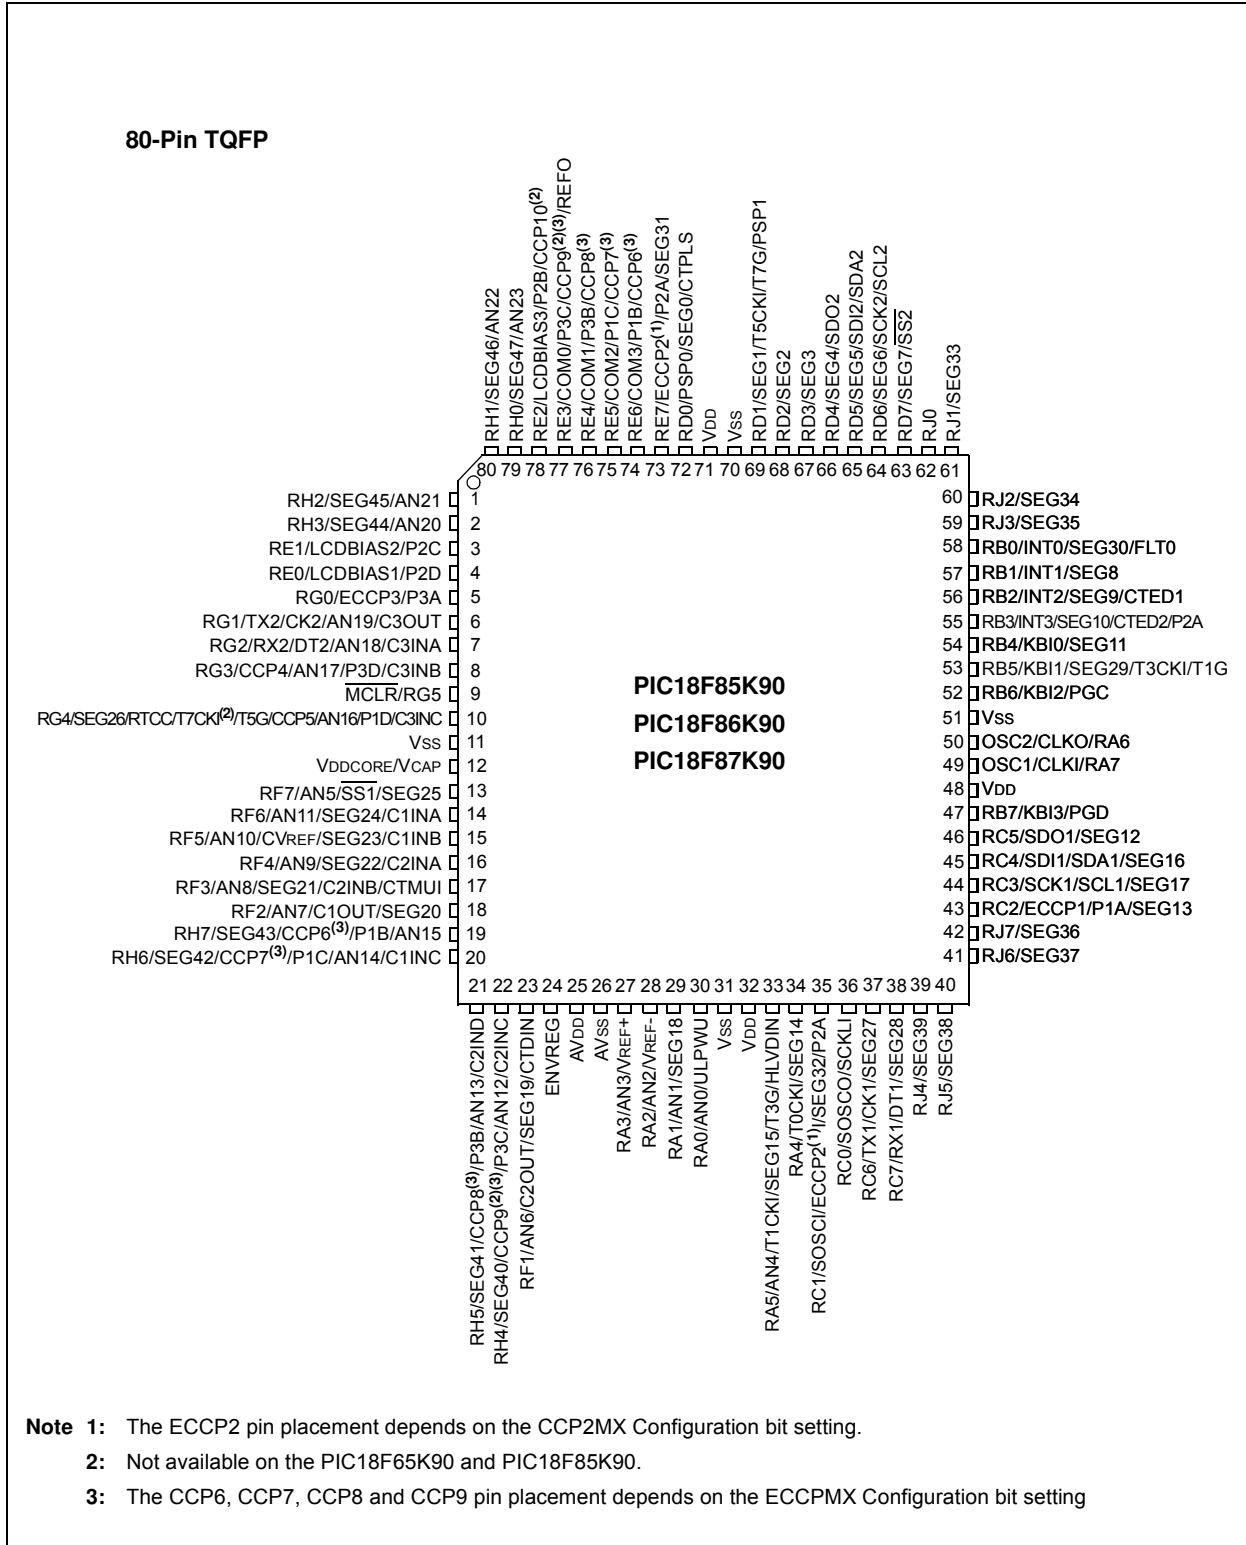 80-Pin TQFP
RH1/SEG46/AN22
RH0/SEG47/AN23
RE2/LCDBIAS3/P2B/CCP10(2)
RE3/COM0/P3C/CCP9(2)(3)/REFO
RE4/COM1/P3B/CCP8(3)
RE5/COM2/P1C/CCP7(3)
RE6/COM3/P1B/CCP6(3)
RE7/ECCP2(1)/P2A/SEG31
RD0/PSP0/SEG0/CTPLS
VDD
VSS
RD1/SEG1/T5CKI/T7G/PSP1
RD2/SEG2
RD3/SEG3
RD4/SEG4/SDO2
RD5/SEG5/SDI2/SDA2
RD6/SEG6/SCK2/SCL2
RD7/SEG7/SS2
RJ0
RJ1/SEG33
80 79 78 77 76 75 74 73 72 71 70 69 68 67 66 65 64 63 62 61
RH2/SEG45/AN21 1
RH3/SEG44/AN20 2
RE1/LCDBIAS2/P2C 3
RE0/LCDBIAS1/P2D 4
RG0/ECCP3/P3A 5
RG1/TX2/CK2/AN19/C3OUT 6
RG2/RX2/DT2/AN18/C3INA 7
RG3/CCP4/AN17/P3D/C3INB 8
MCLR/RG5 9
RG4/SEG26/RTCC/T7CKI(2)/T5G/CCP5/AN16/P1D/C3INC 10
VSS 11
VDDCORE/VCAP 12
RF7/AN5/SS1/SEG25 13
RF6/AN11/SEG24/C1INA 14
RF5/AN10/CVREF/SEG23/C1INB 15
RF4/AN9/SEG22/C2INA 16
RF3/AN8/SEG21/C2INB/CTMUI 17
RF2/AN7/C1OUT/SEG20 18
RH7/SEG43/CCP6(3)/P1B/AN15 19
RH6/SEG42/CCP7(3)/P1C/AN14/C1INC 20
PIC18F85K90
PIC18F86K90
PIC18F87K90
60 RJ2/SEG34
59 RJ3/SEG35
58 RB0/INT0/SEG30/FLT0
57 RB1/INT1/SEG8
56 RB2/INT2/SEG9/CTED1
55 RB3/INT3/SEG10/CTED2/P2A
54 RB4/KBI0/SEG11
53 RB5/KBI1/SEG29/T3CKI/T1G
52 RB6/KBI2/PGC
51 VSS
50 OSC2/CLKO/RA6
49 OSC1/CLKI/RA7
48 VDD
47 RB7/KBI3/PGD
46 RC5/SDO1/SEG12
45 RC4/SDI1/SDA1/SEG16
44 RC3/SCK1/SCL1/SEG17
43 RC2/ECCP1/P1A/SEG13
42 RJ7/SEG36
41 RJ6/SEG37
21 22 23 24 25 26 27 28 29 30 31 32 33 34 35 36 37 38 39 40
RH5/SEG41/CCP8(3)/P3B/AN13/C2IND
RH4/SEG40/CCP9(2)(3)/P3C/AN12/C2INC
RF1/AN6/C2OUT/SEG19/CTDIN
ENVREG
AVDD
AVSS
RA3/AN3/VREF+
RA2/AN2/VREF-
RA1/AN1/SEG18
RA0/AN0/ULPWU
VSS
VDD
RA5/AN4/T1CKI/SEG15/T3G/HLVDIN
RA4/T0CKI/SEG14
RC1/SOSCI/ECCP2(1)I/SEG32/P2A
RC0/SOSCO/SCKLI
RC6/TX1/CK1/SEG27
RC7/RX1/DT1/SEG28
RJ4/SEG39
RJ5/SEG38
Note 1: The ECCP2 pin placement depends on the CCP2MX Configuration bit setting.
2: Not available on the PIC18F65K90 and PIC18F85K90.
3: The CCP6, CCP7, CCP8 and CCP9 pin placement depends on the ECCPMX Configuration bit setting